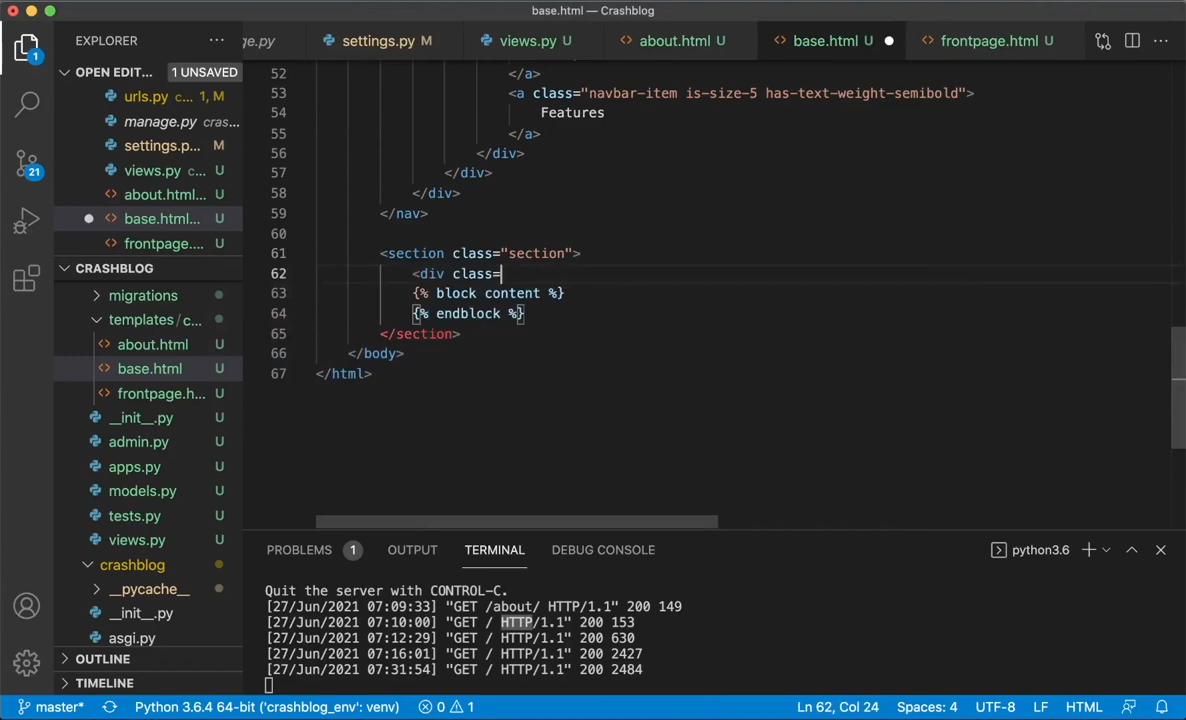 base.html — Crashblog
EXPLORER
ge.py
settings.py M
views.py U
about.html U
base.html U
frontpage.html U
OPEN EDIT... 1 UNSAVED
urls.py c... 1, M
manage.py cras...
settings.p... M
views.py c... U
about.html... U
base.html... U
frontpage.... U
CRASHBLOG
migrations
templates/c...
about.html U
base.html U
frontpage.h... U
__init__.py U
admin.py U
apps.py U
models.py U
tests.py U
views.py U
crashblog
__pycache__
__init__.py U
asgi.py U
OUTLINE
TIMELINE
1
21
52 </a>
53 <a class="navbar-item is-size-5 has-text-weight-semibold">
54 Features
55 </a>
56 </div>
57 </div>
58 </div>
59 </nav>
60
61 <section class="section">
62 <div class=
63 {% block content %}
64 {% endblock %}
65 </section>
66 </body>
67 </html>
PROBLEMS 1 OUTPUT TERMINAL DEBUG CONSOLE
python3.6
Quit the server with CONTROL-C.
[27/Jun/2021 07:09:33] "GET /about/ HTTP/1.1" 200 149
[27/Jun/2021 07:10:00] "GET / HTTP/1.1" 200 153
[27/Jun/2021 07:12:29] "GET / HTTP/1.1" 200 630
[27/Jun/2021 07:16:01] "GET / HTTP/1.1" 200 2427
[27/Jun/2021 07:31:54] "GET / HTTP/1.1" 200 2484
master* Python 3.6.4 64-bit ('crashblog_env': venv) 0 1 Ln 62, Col 24 Spaces: 4 UTF-8 LF HTML